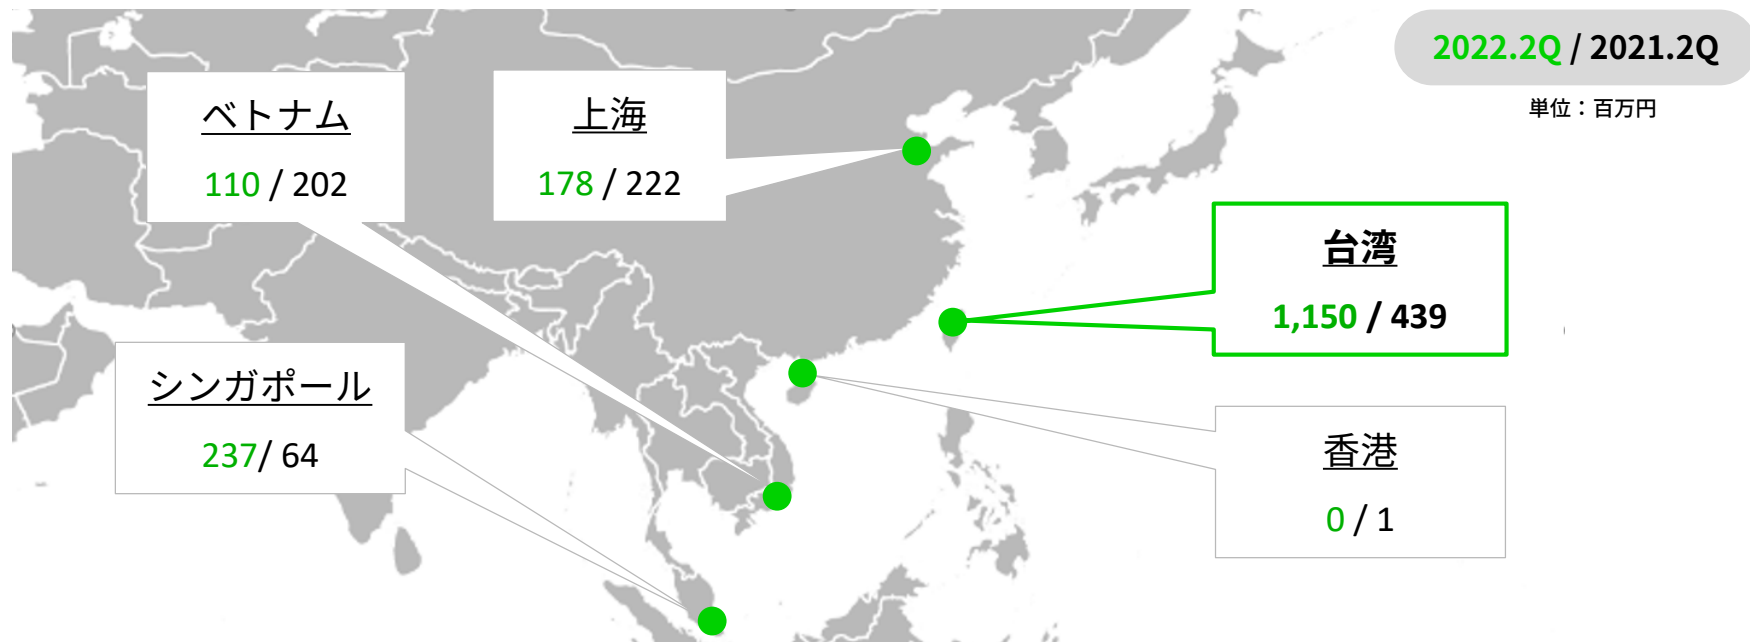 2022.2Q / 2021.2Q
単位：百万円
ベトナム
110 / 202
上海
178 / 222
台湾
1,150 / 439
シンガポール
237/ 64
香港
0 / 1